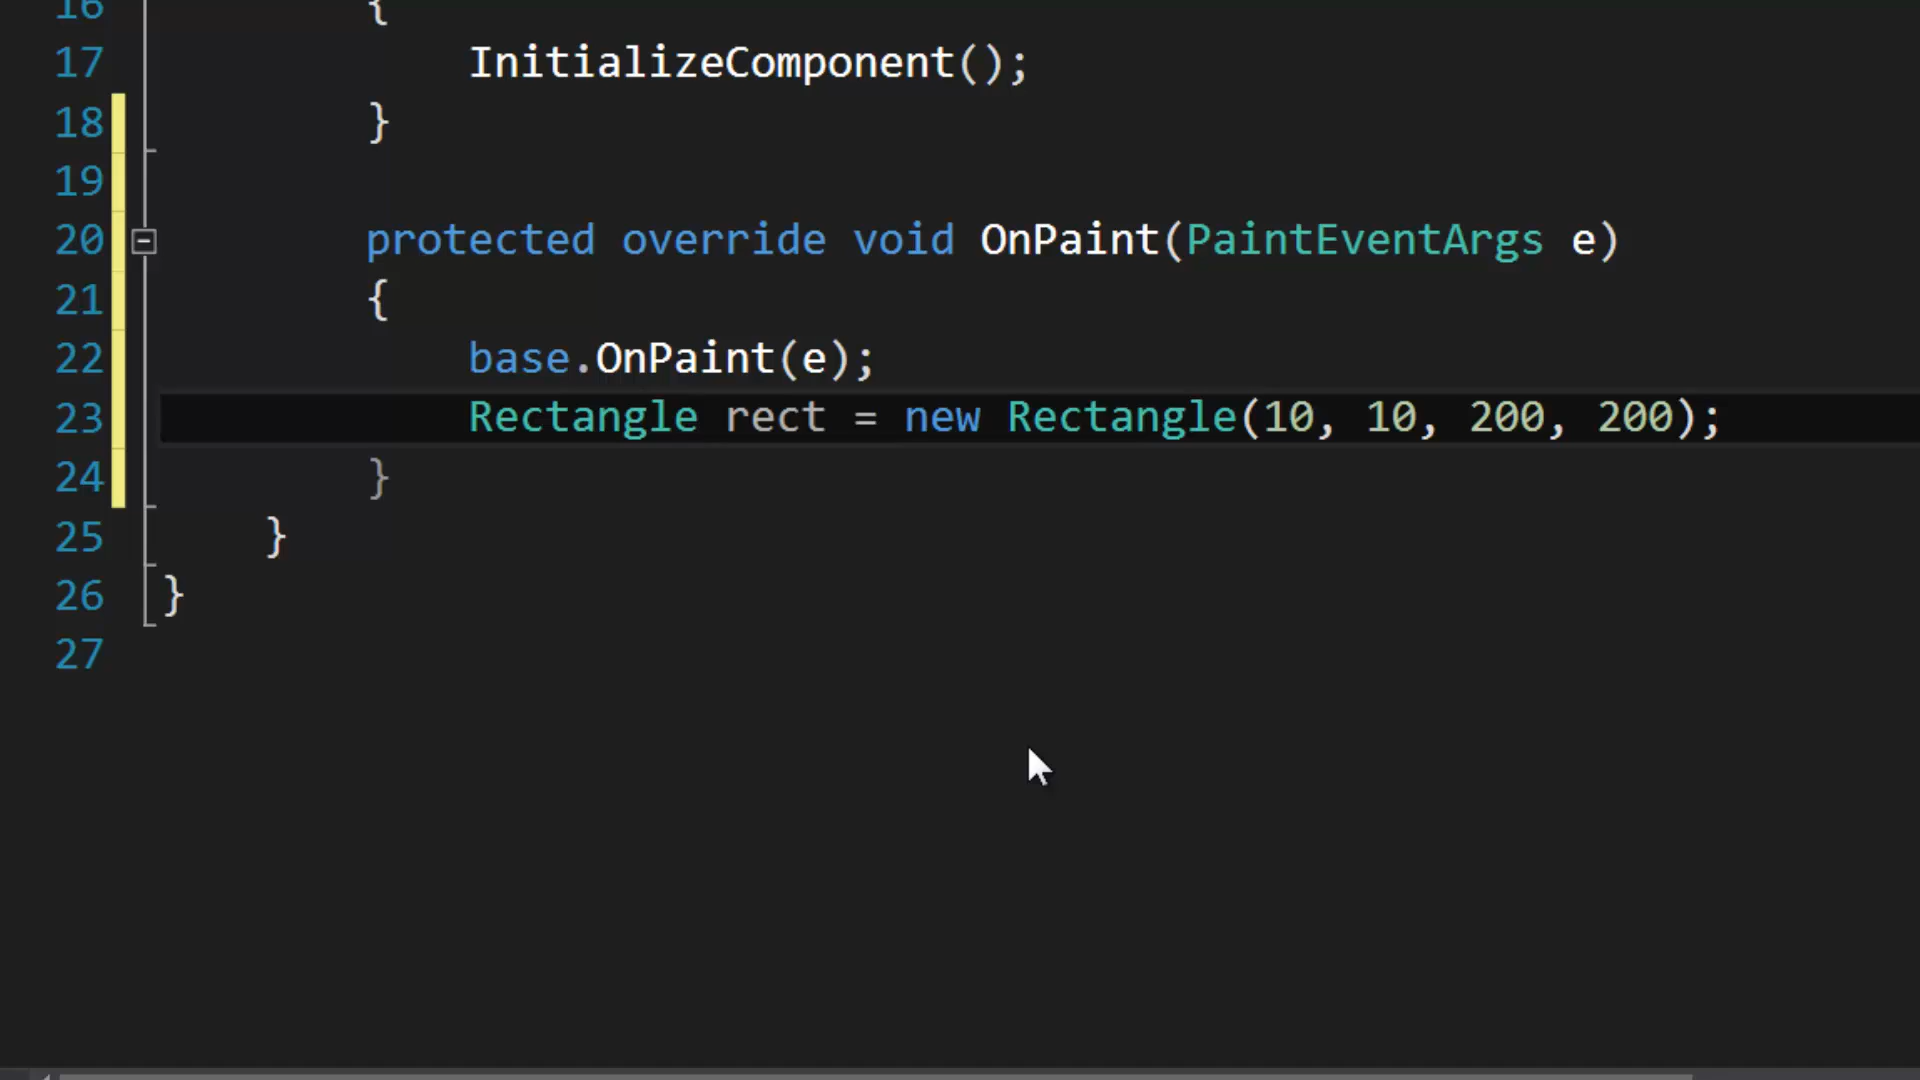 16 {
17 InitializeComponent();
18 }
19
20 protected override void OnPaint(PaintEventArgs e)
21 {
22 base.OnPaint(e);
23 Rectangle rect = new Rectangle(10, 10, 200, 200);
24 }
25 }
26 }
27